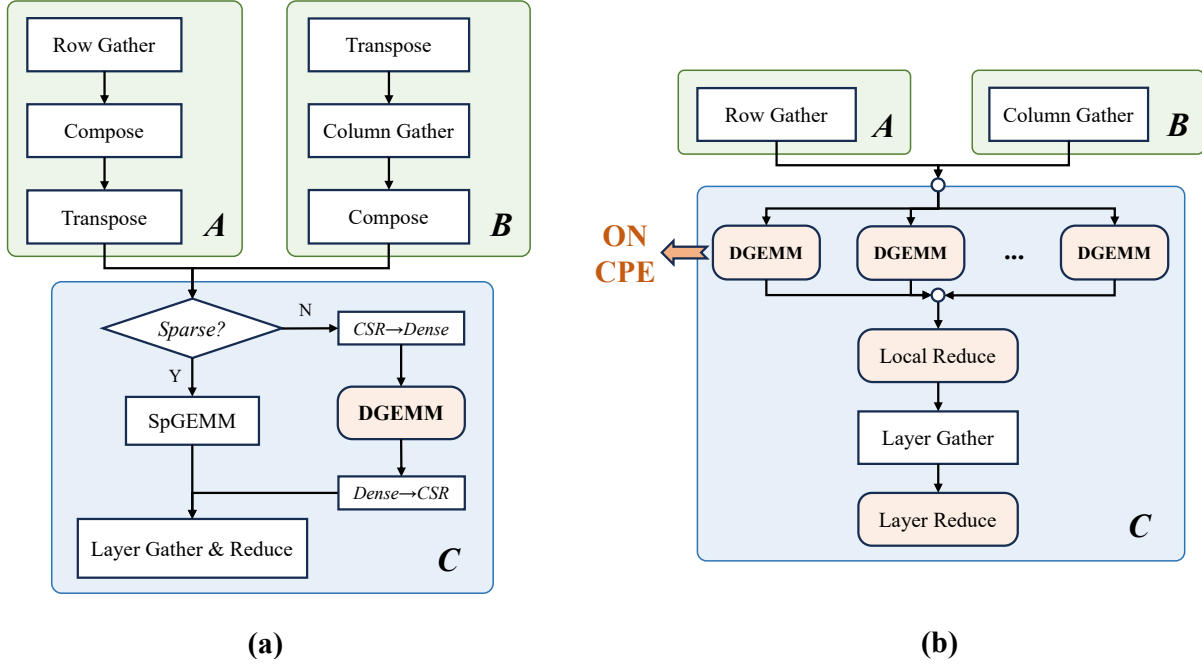 Row Gather
Compose
Transpose
A
Transpose
Column Gather
Compose
B
Sparse?
N
Y
CSR→Dense
DGEMM
Dense→CSR
SpGEMM
Layer Gather & Reduce
C
(a)
Row Gather
A
Column Gather
B
ON
CPE
DGEMM
DGEMM
...
DGEMM
Local Reduce
Layer Gather
Layer Reduce
C
(b)